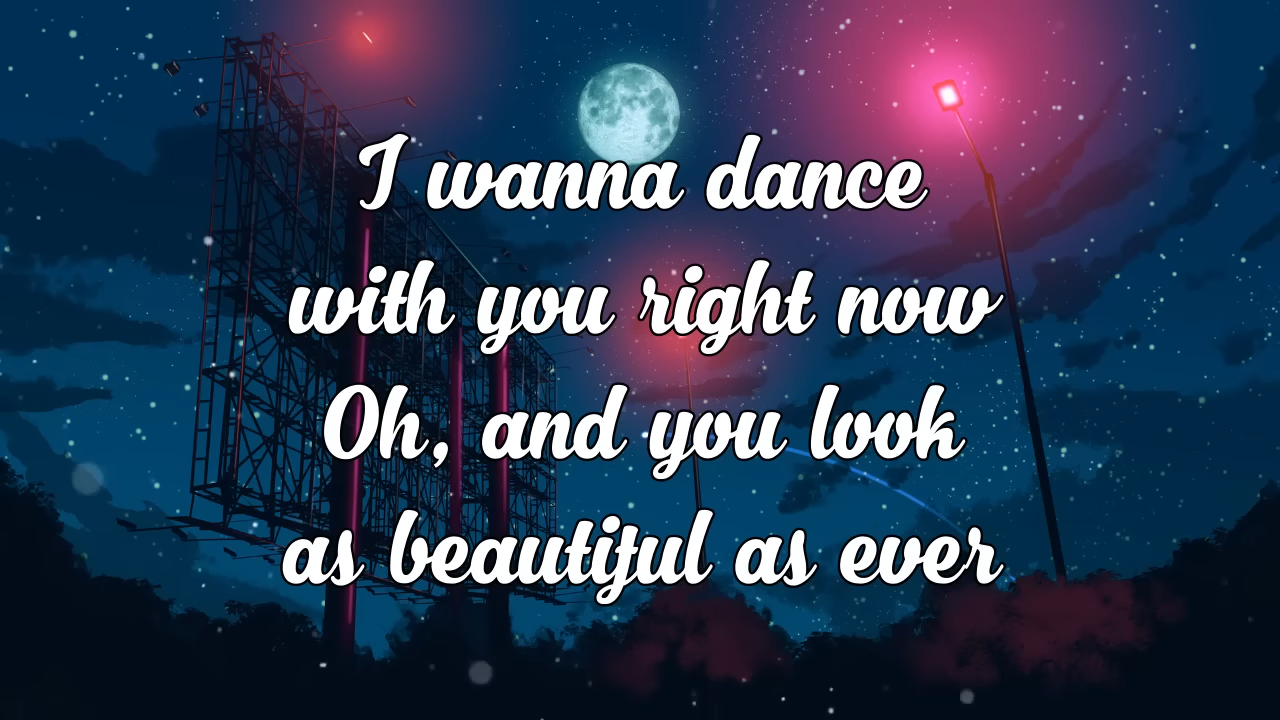 I wanna dance
with you right now
Oh, and you look
as beautiful as ever